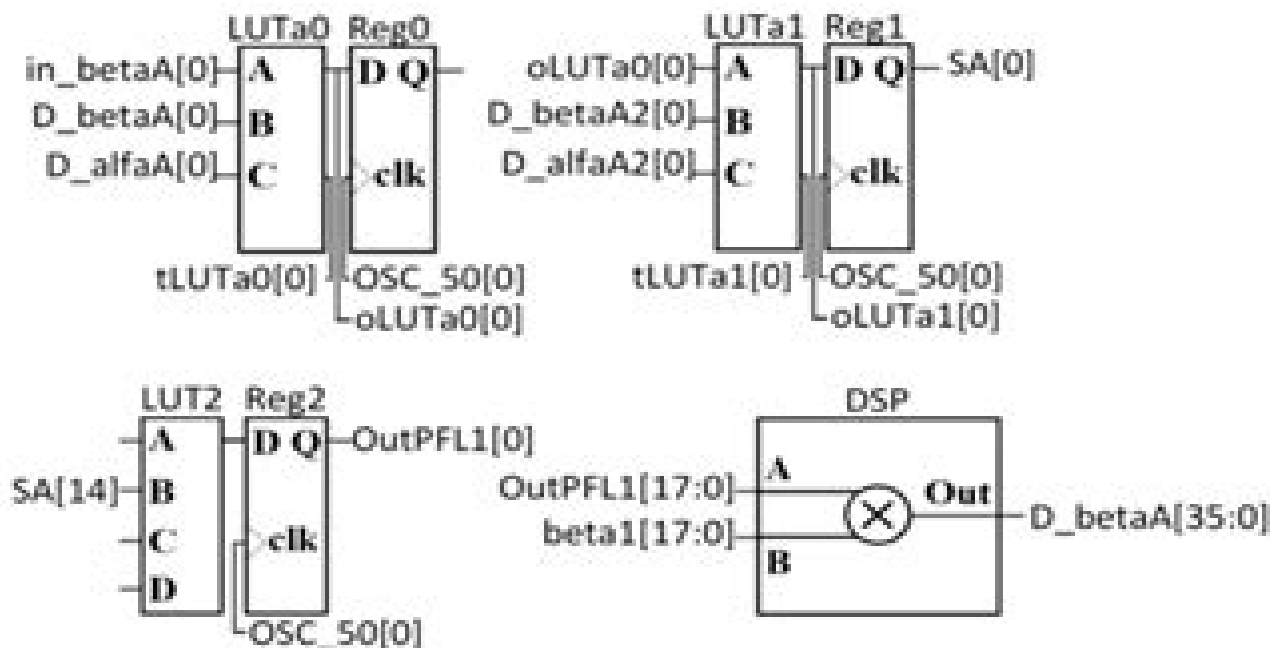 LUTa0 Reg0
in_betaA[0] A D Q
D_betaA[0] B
D_alfaA[0] C clk
tLUTa0[0] OSC_50[0]
oLUTa0[0]
LUTa1 Reg1
oLUTa0[0] A D Q SA[0]
D_betaA2[0] B
D_alfaA2[0] C clk
tLUTa1[0] OSC_50[0]
oLUTa1[0]
LUT2 Reg2
A D Q OutPFL1[0]
SA[14] B
C clk
D
OSC_50[0]
DSP
A
OutPFL1[17:0] Out
beta1[17:0] D_betaA[35:0]
B